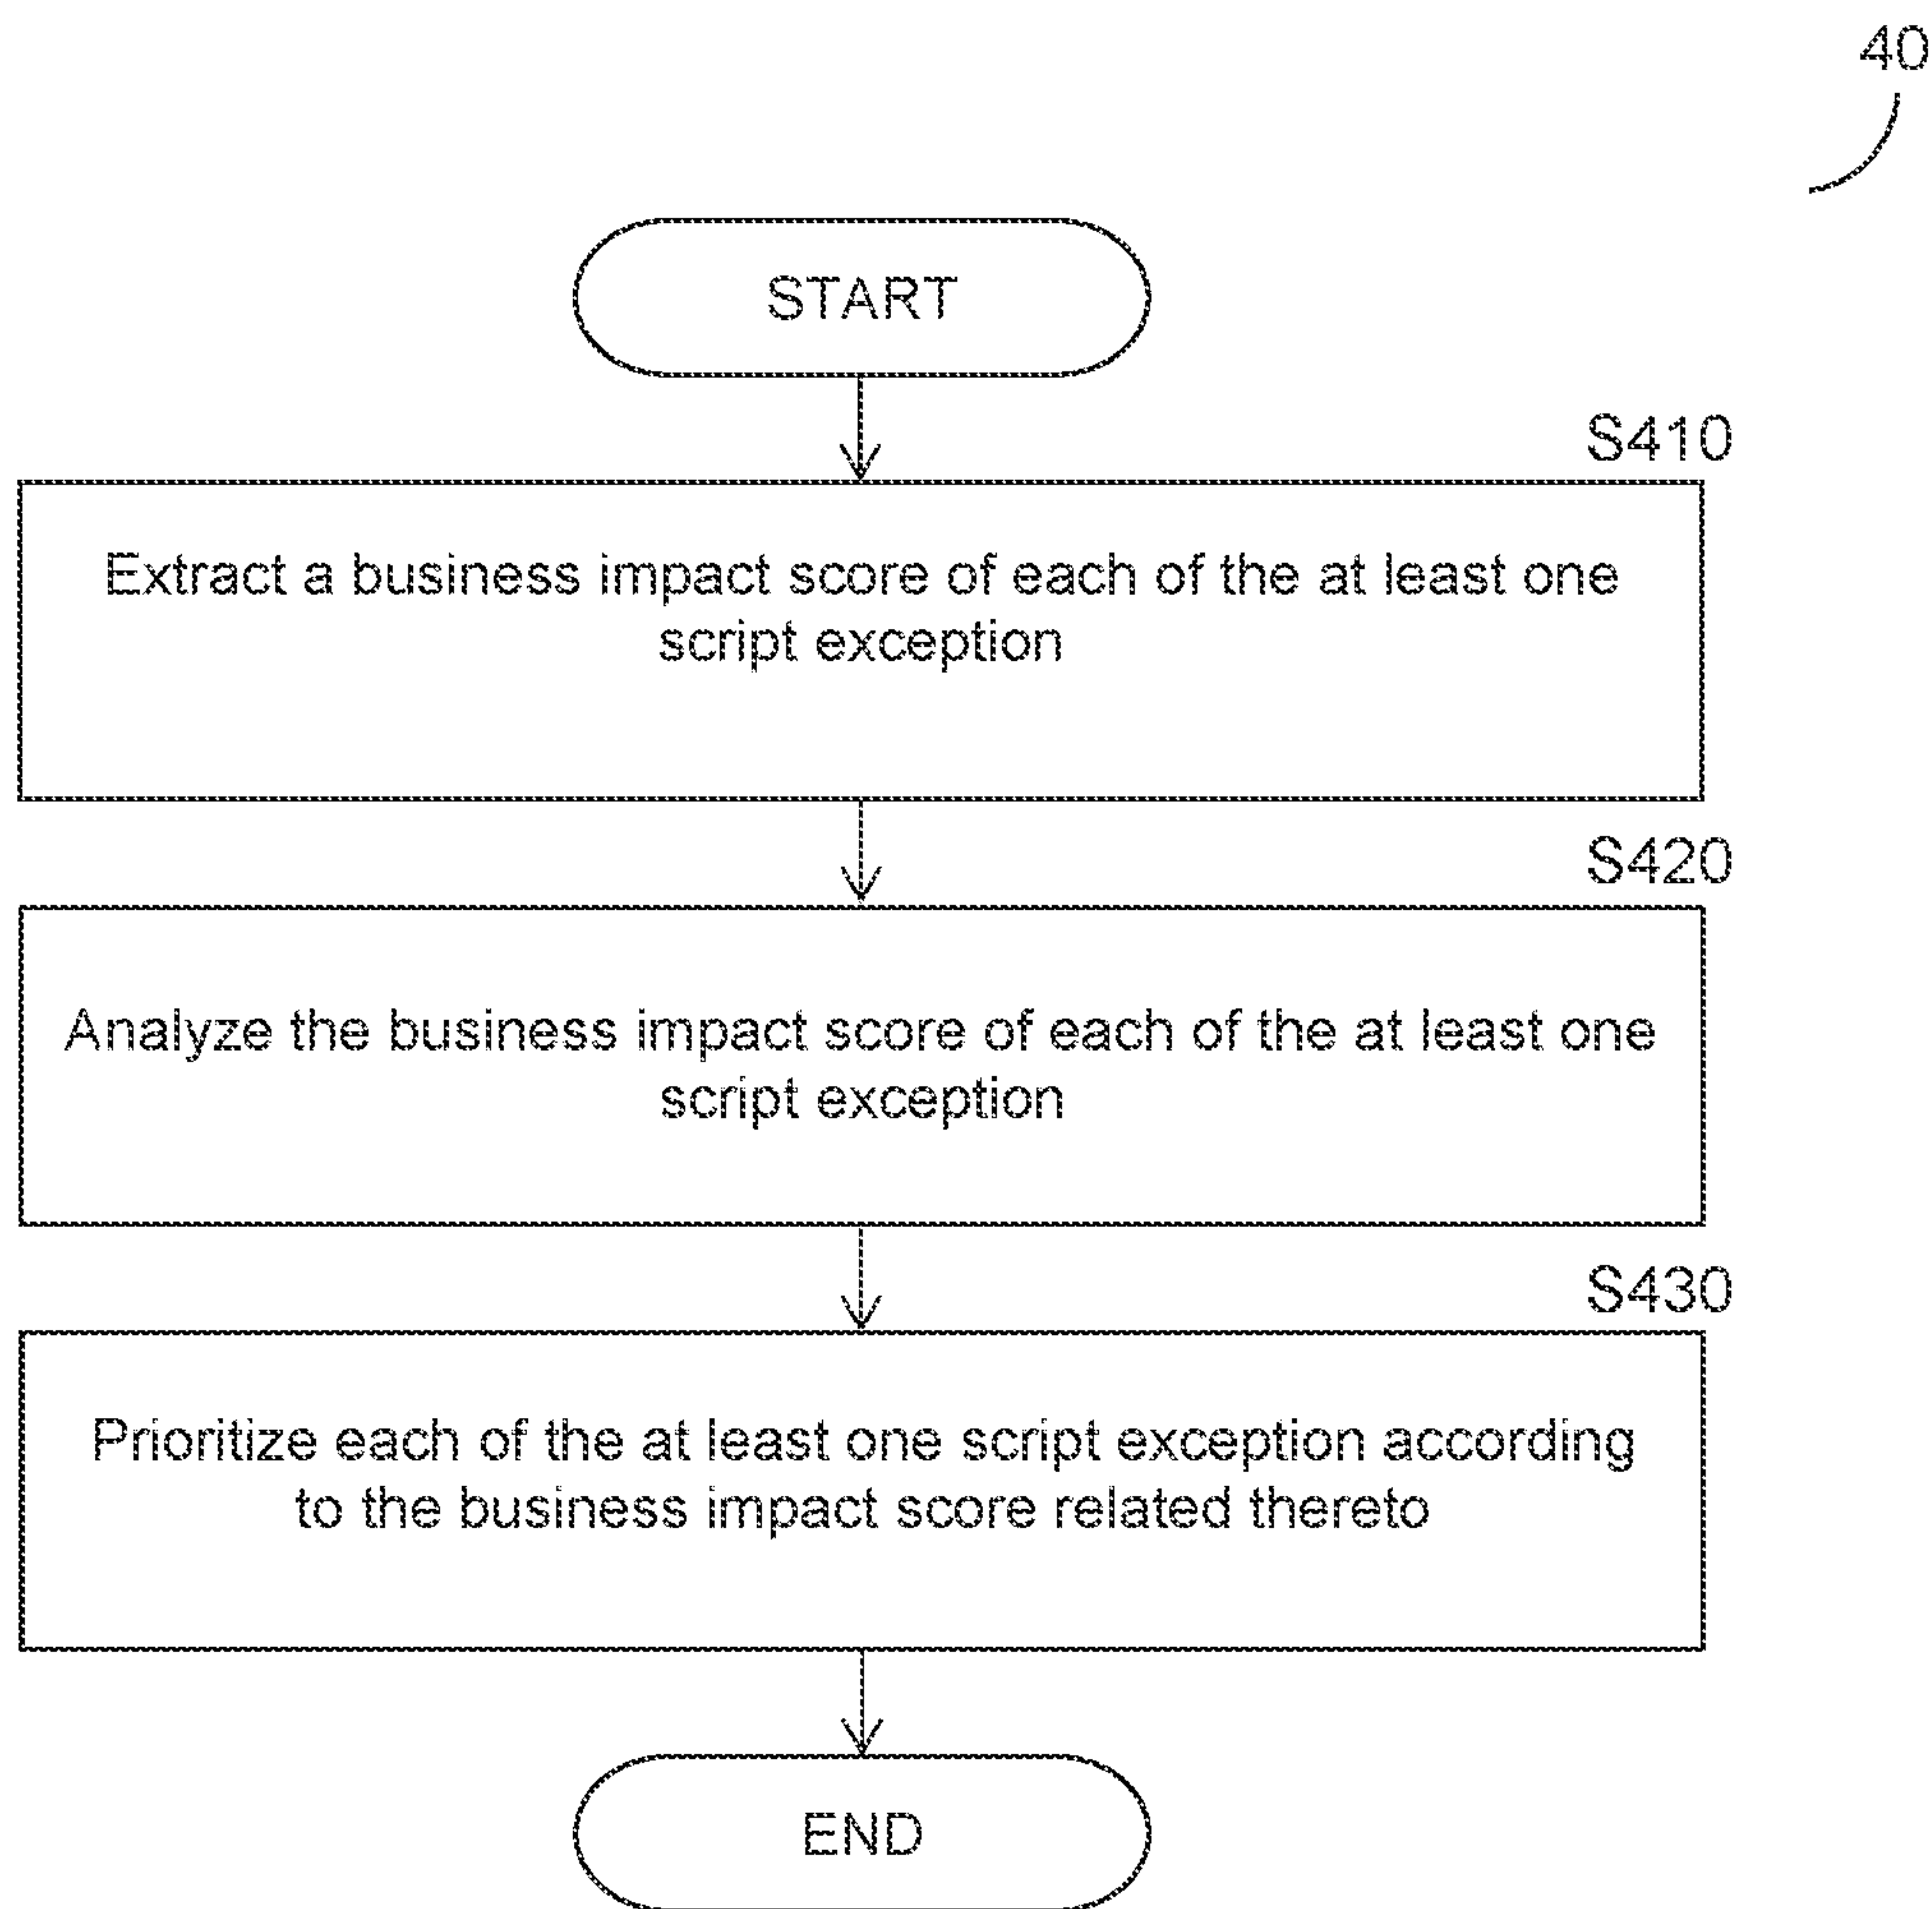 40
START
S410
Extract a business impact score of each of the at least one
script exception
S420
Analyze the business impact score of each of the at least one
script exception
S430
Prioritize each of the at least one script exception according
to the business impact score related thereto
END